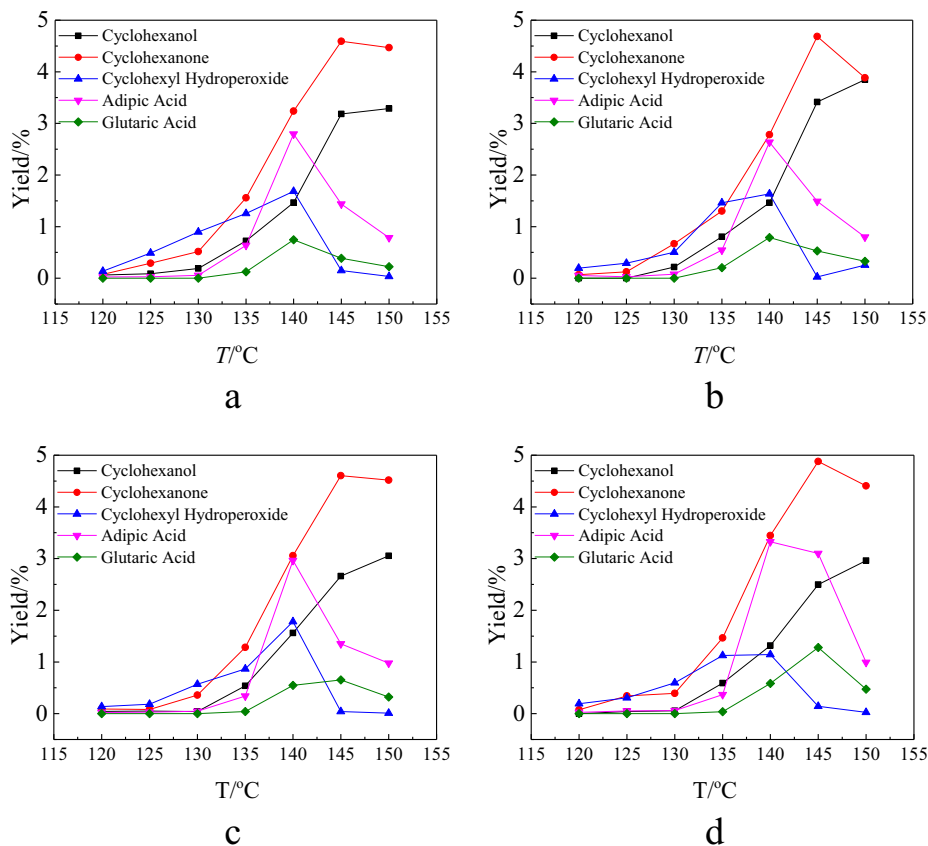 5
4
3
2
1
0
Yield/%
Cyclohexanol
Cyclohexanone
Cyclohexyl Hydroperoxide
Adipic Acid
Glutaric Acid
115 120 125 130 135 140 145 150 155
T/°C
a
5
4
3
2
1
0
Yield/%
Cyclohexanol
Cyclohexanone
Cyclohexyl Hydroperoxide
Adipic Acid
Glutaric Acid
115 120 125 130 135 140 145 150 155
T/°C
b
5
4
3
2
1
0
Yield/%
Cyclohexanol
Cyclohexanone
Cyclohexyl Hydroperoxide
Adipic Acid
Glutaric Acid
115 120 125 130 135 140 145 150 155
T/°C
c
5
4
3
2
1
0
Yield/%
Cyclohexanol
Cyclohexanone
Cyclohexyl Hydroperoxide
Adipic Acid
Glutaric Acid
115 120 125 130 135 140 145 150 155
T/°C
d